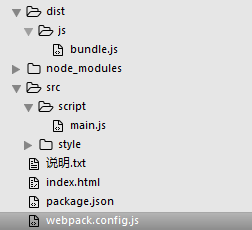 dist
js
bundle.js
node_modules
src
script
main.js
style
说明.txt
index.html
package.json
webpack.config.js